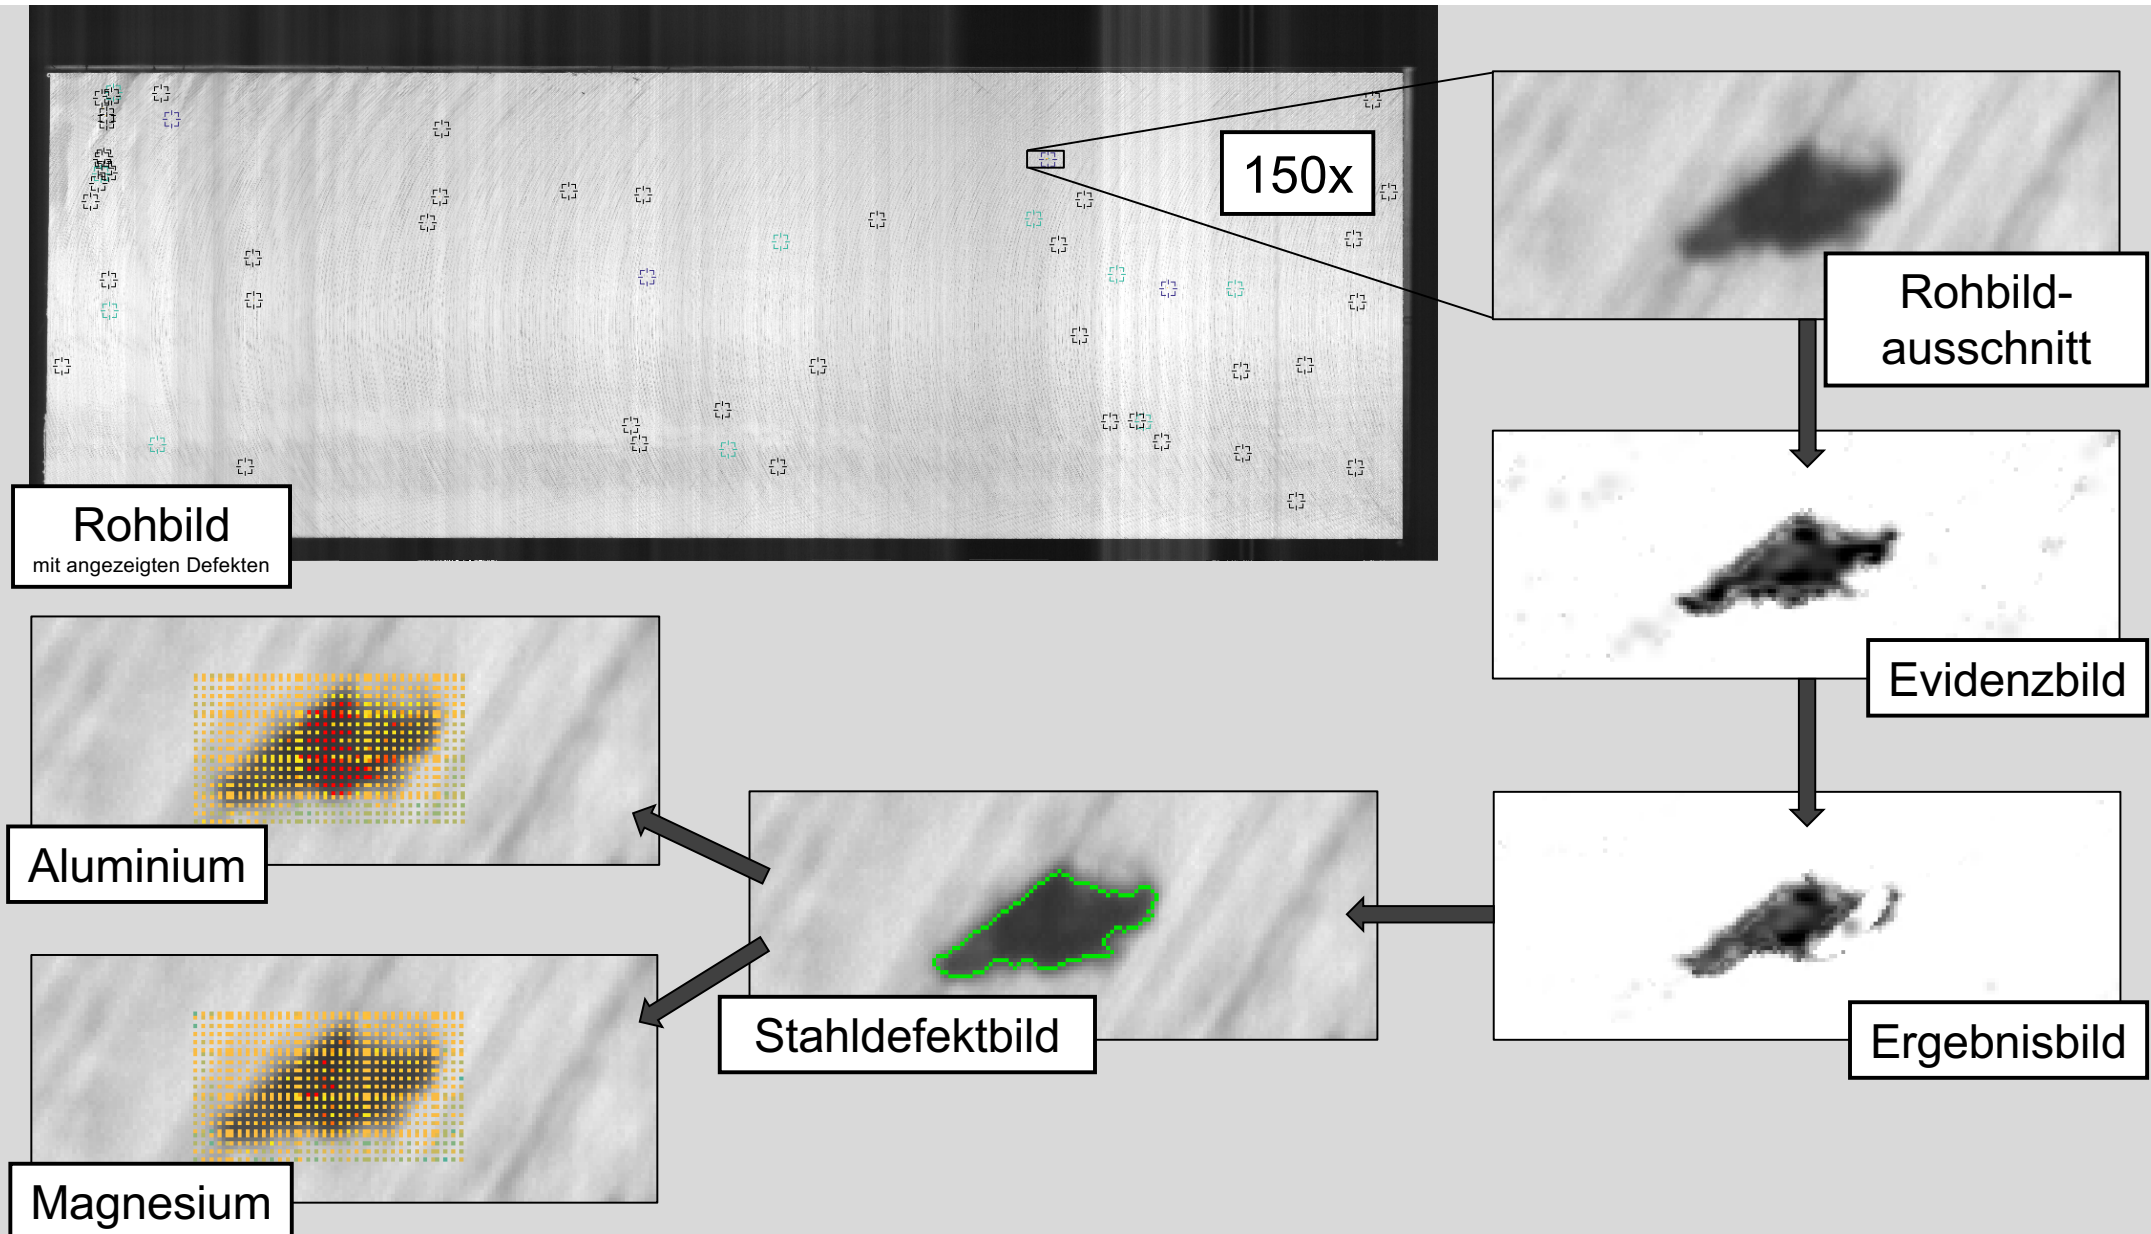 150x
Rohbild-
ausschnitt
Rohbild
mit angezeigten Defekten
Evidenzbild
Aluminium
Stahldefektbild
Ergebnisbild
Magnesium